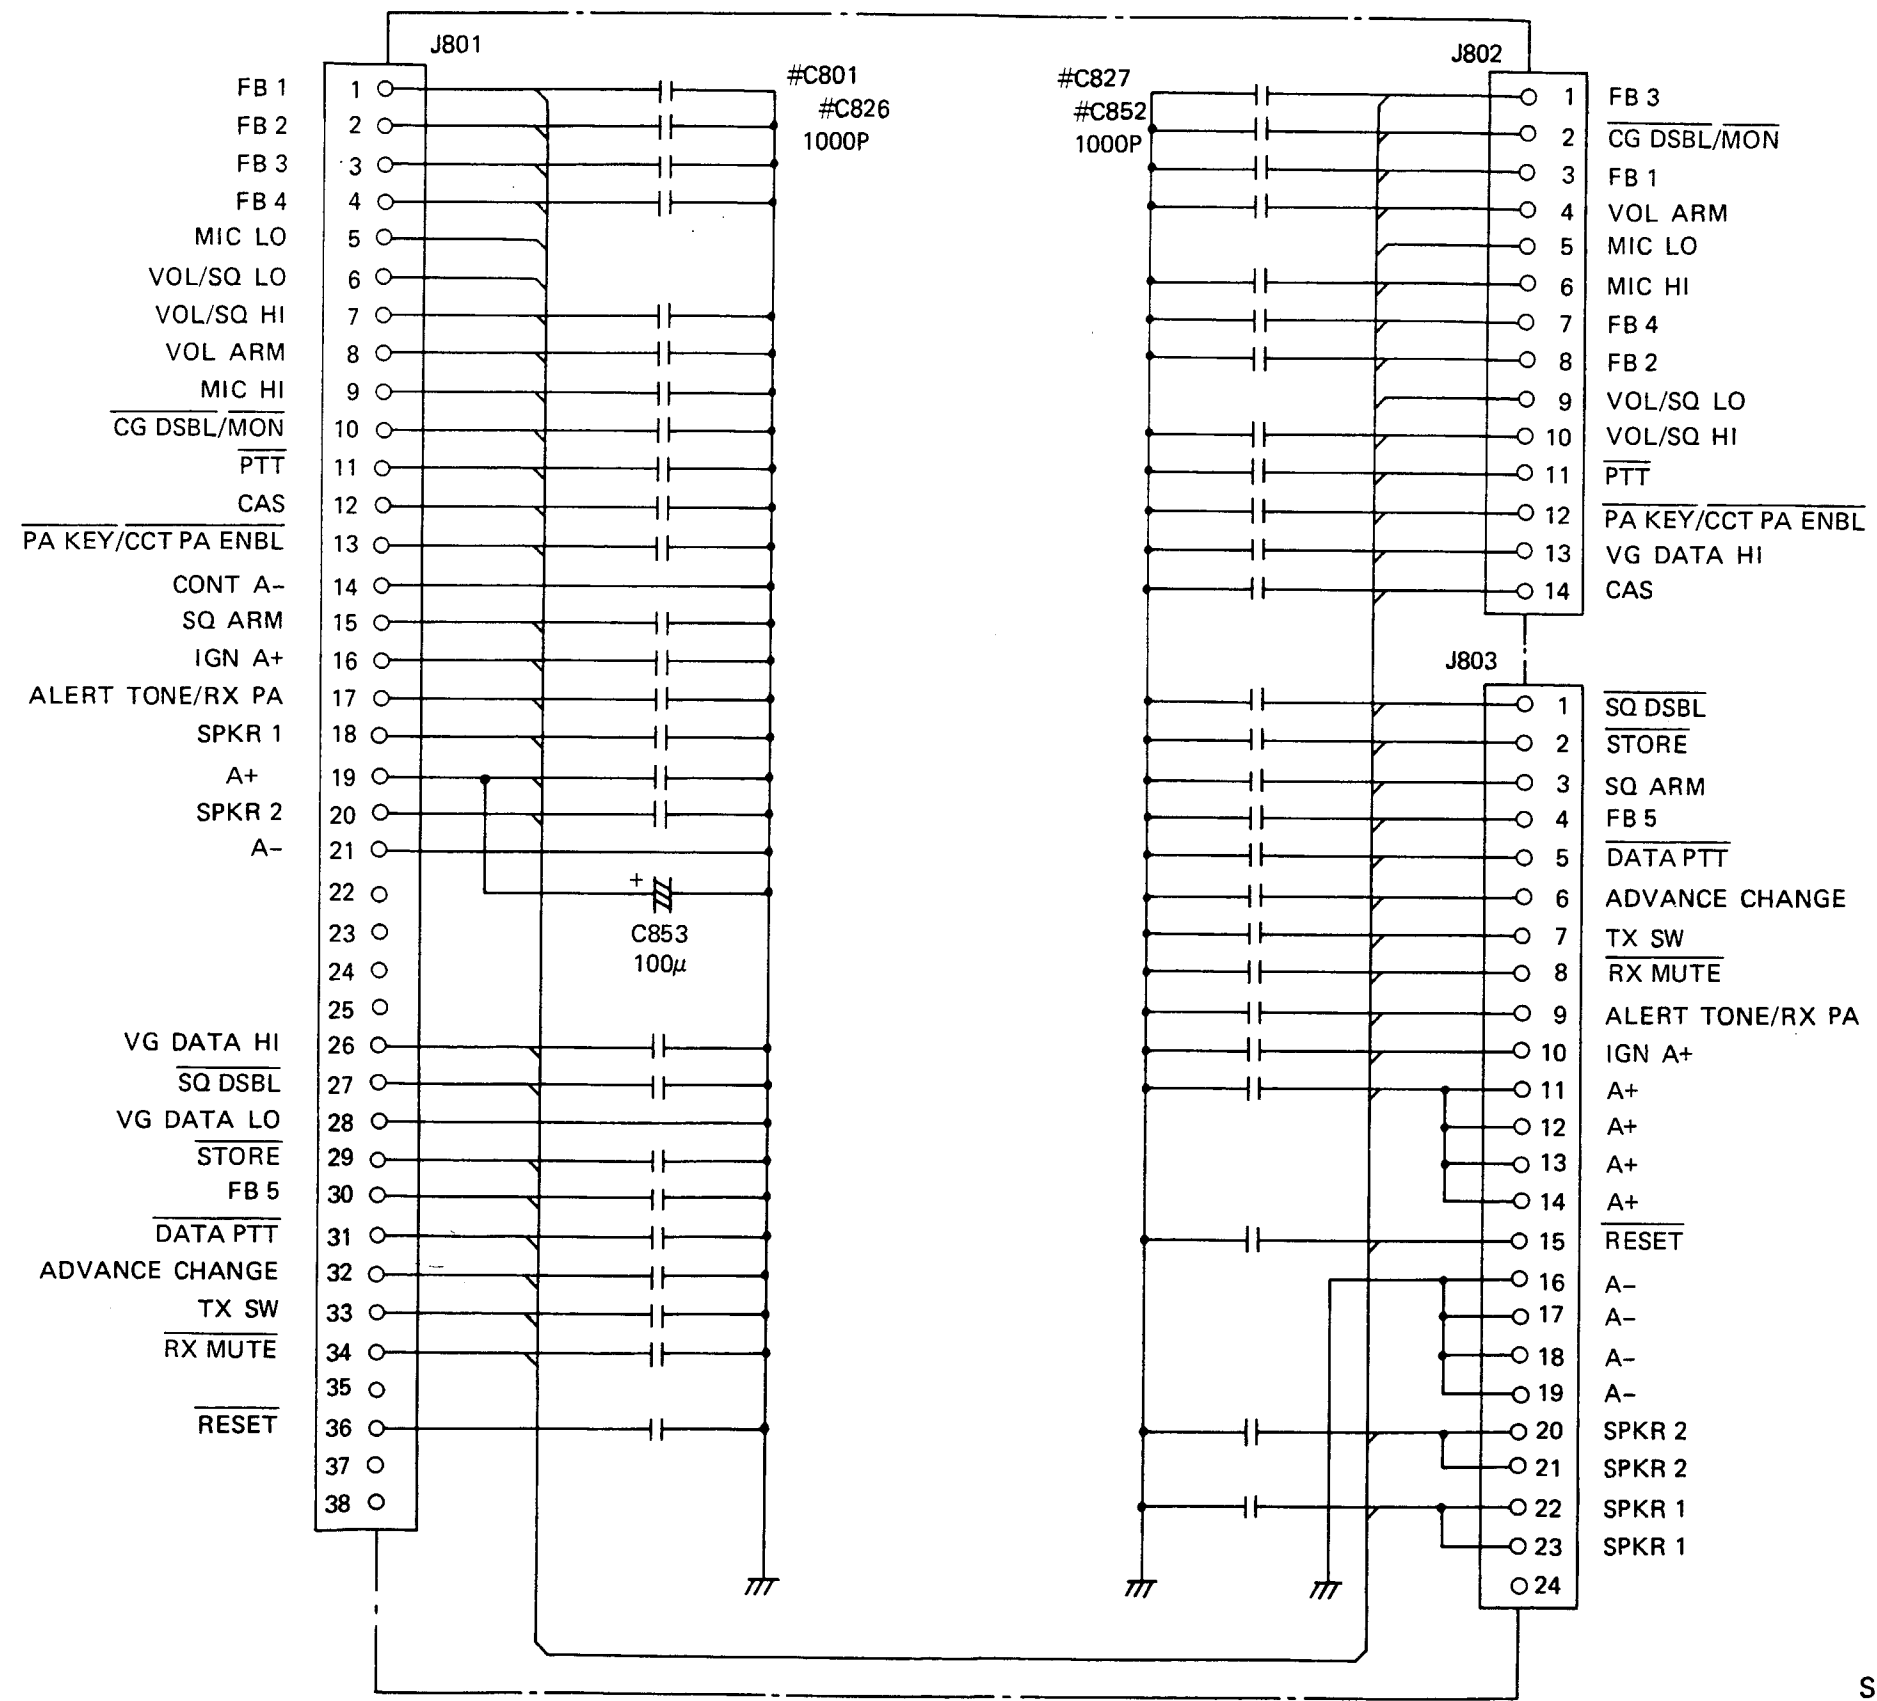 J801
FB 1 1
FB 2 2
FB 3 3
FB 4 4
MIC LO 5
VOL/SQ LO 6
VOL/SQ HI 7
VOL ARM 8
MIC HI 9
CG DSBL/MON 10
PTT 11
CAS 12
PA KEY/CCT PA ENBL 13
CONT A- 14
SQ ARM 15
IGN A+ 16
ALERT TONE/RX PA 17
SPKR 1 18
A+ 19
SPKR 2 20
A- 21
22
23
24
25
VG DATA HI 26
SQ DSBL 27
VG DATA LO 28
STORE 29
FB 5 30
DATA PTT 31
ADVANCE CHANGE 32
TX SW 33
RX MUTE 34
35
RESET 36
37
38
#C801
#C826
1000P
+
C853
100μ
#C827
#C852
1000P
J802
1 FB 3
2 CG DSBL/MON
3 FB 1
4 VOL ARM
5 MIC LO
6 MIC HI
7 FB 4
8 FB 2
9 VOL/SQ LO
10 VOL/SQ HI
11 PTT
12 PA KEY/CCT PA ENBL
13 VG DATA HI
14 CAS
J803
1 SQ DSBL
2 STORE
3 SQ ARM
4 FB 5
5 DATA PTT
6 ADVANCE CHANGE
7 TX SW
8 RX MUTE
9 ALERT TONE/RX PA
10 IGN A+
11 A+
12 A+
13 A+
14 A+
15 RESET
16 A-
17 A-
18 A-
19 A-
20 SPKR 2
21 SPKR 2
22 SPKR 1
23 SPKR 1
24
S